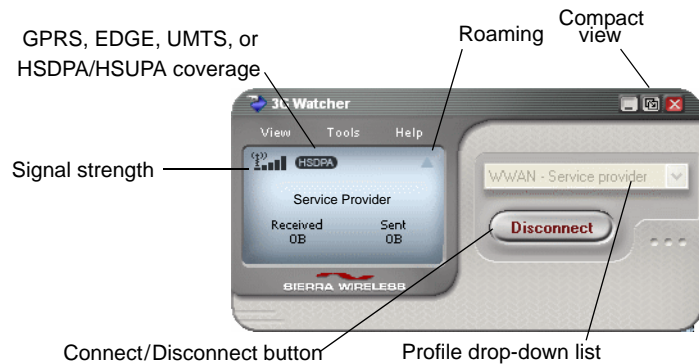 GPRS, EDGE, UMTS, or
HSDPA/HSUPA coverage
Roaming
Compact
view
3G Watcher
View Tools Help
Signal strength
HSDPA
WWAN - Service provider
Service Provider
Received Sent
0B 0B
Disconnect
SIERRA WIRELESS
Connect/Disconnect button
Profile drop-down list